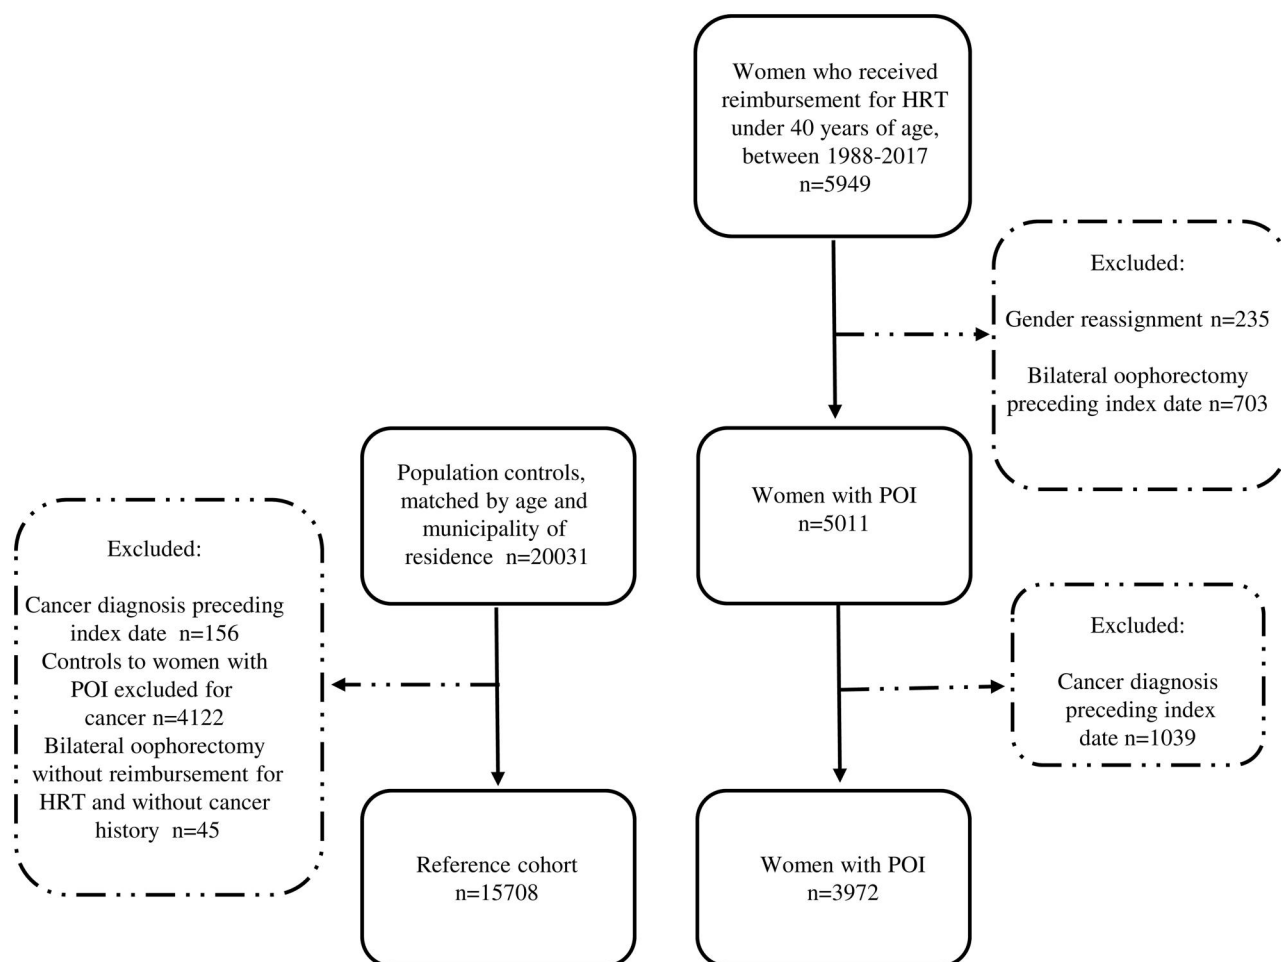 Women who received
reimbursement for HRT
under 40 years of age,
between 1988-2017
n=5949
Excluded:
Gender reassignment n=235
Bilateral oophorectomy
preceding index date n=703
Population controls,
matched by age and
municipality of
residence n=20031
Women with POI
n=5011
Excluded:
Cancer diagnosis preceding
index date n=156
Controls to women with
POI excluded for
cancer n=4122
Bilateral oophorectomy
without reimbursement for
HRT and without cancer
history n=45
Excluded:
Cancer diagnosis
preceding index
date n=1039
Reference cohort
n=15708
Women with POI
n=3972